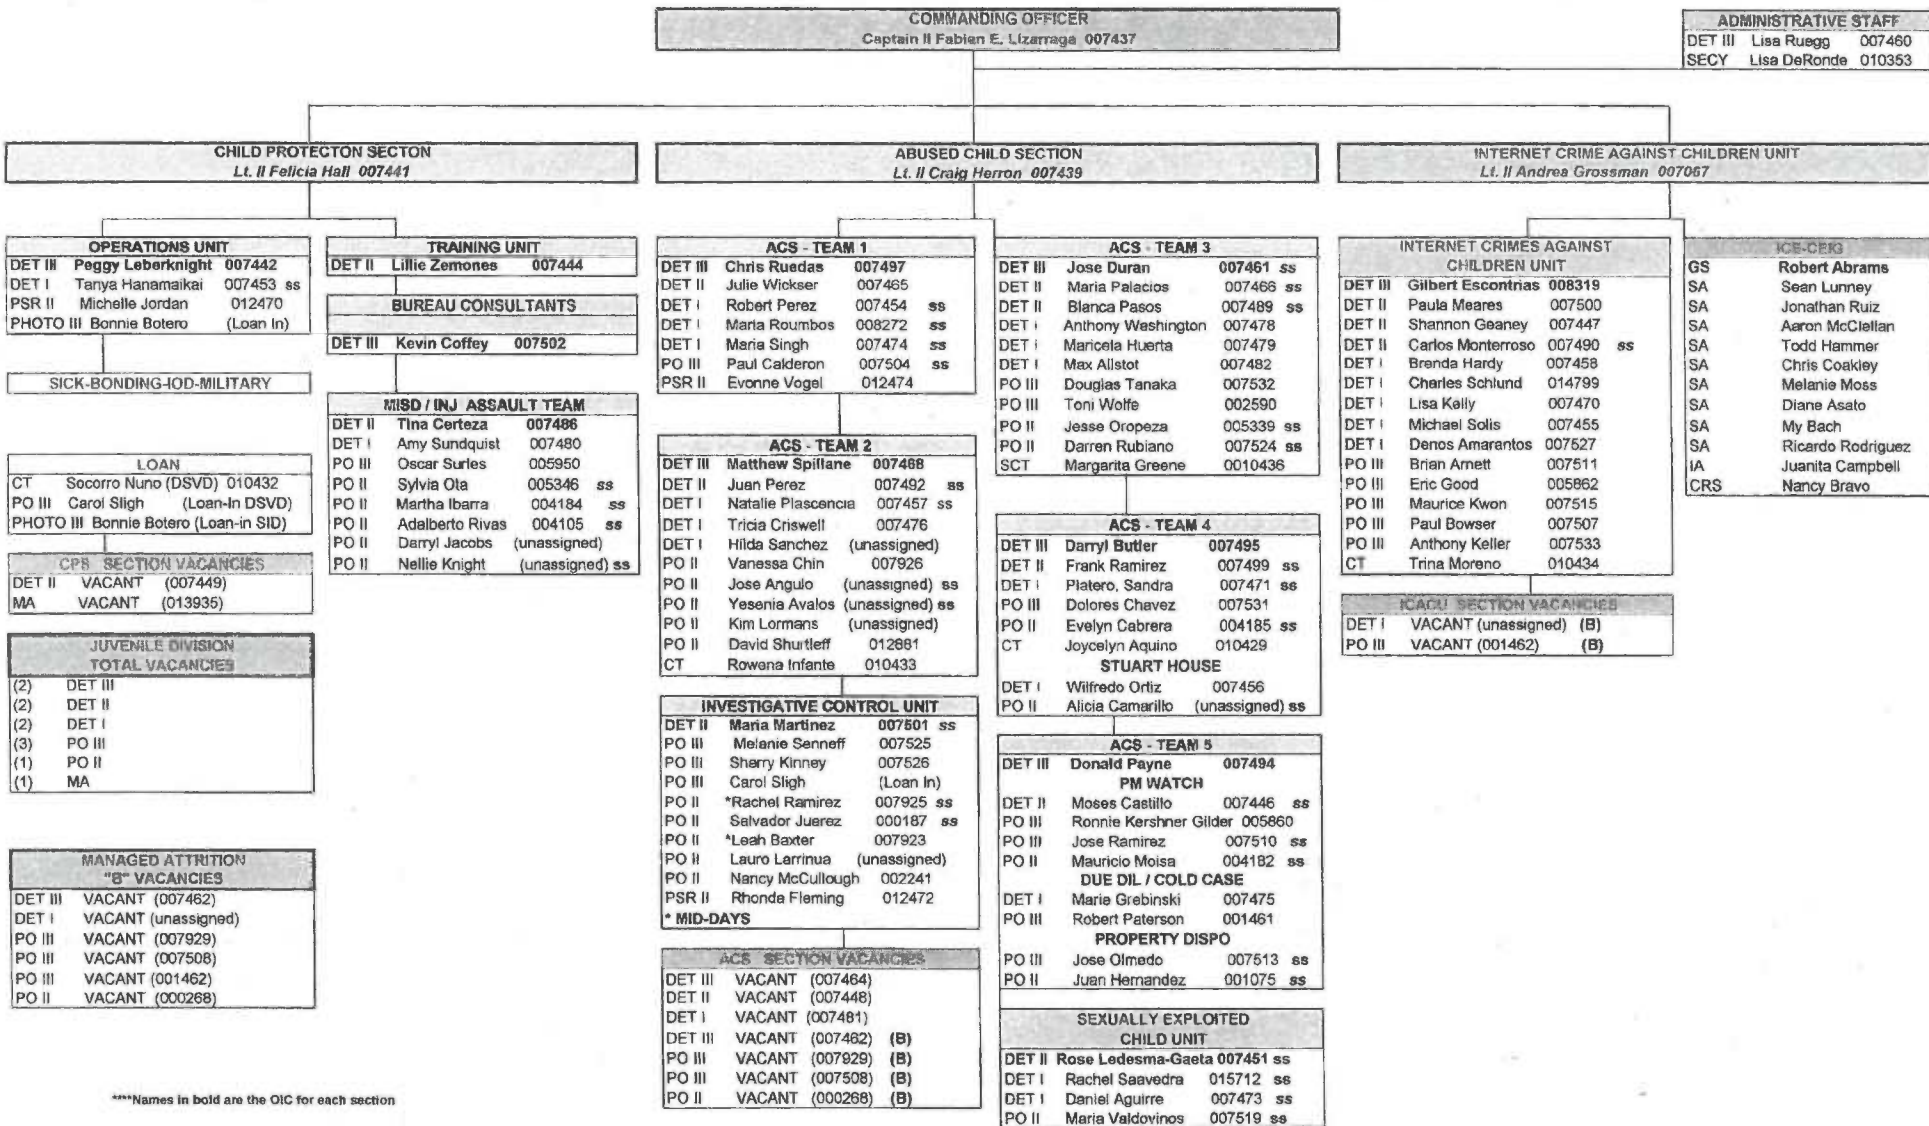 COMMANDING OFFICER
Captain II Fabian E. Lizarraga 007437
ADMINISTRATIVE STAFF
DET III Lisa Ruegg 007460
SECY Lisa DeRonde 010353
CHILD PROTECTON SECTON
Lt. II Felicia Hall 007441
OPERATIONS UNIT
DET III Peggy Leberknight 007442
DET I Tanya Hanamaikai 007453 ss
PSR II Michelle Jordan 012470
PHOTO III Bonnie Botero (Loan In)
SICK-BONDING-IOD-MILITARY
LOAN
CT Socorro Nuno (DSVD) 010432
PO III Carol Sligh (Loan-In DSVD)
PHOTO III Bonnie Botero (Loan-in SID)
CPS SECTION VACANCIES
DET II VACANT (007449)
MA VACANT (013935)
JUVENILE DIVISION
TOTAL VACANCIES
(2) DET III
(2) DET II
(2) DET I
(3) PO III
(1) PO II
(1) MA
MANAGED ATTRITION
"B" VACANCIES
DET III VACANT (007462)
DET I VACANT (unassigned)
PO III VACANT (007929)
PO III VACANT (007508)
PO III VACANT (001462)
PO II VACANT (000268)
****Names in bold are the OIC for each section
TRAINING UNIT
DET II Lillie Zemones 007444
BUREAU CONSULTANTS
DET III Kevin Coffey 007502
MISD / INJ ASSAULT TEAM
DET II Tina Certeza 007486
DET I Amy Sundquist 007480
PO III Oscar Surles 005950
PO II Sylvia Ota 005346 ss
PO II Martha Ibarra 004184 ss
PO II Adalberto Rivas 004105 ss
PO II Darryl Jacobs (unassigned)
PO II Nellie Knight (unassigned) ss
ABUSED CHILD SECTION
Lt. II Craig Herron 007439
ACS - TEAM 1
DET III Chris Ruedas 007497
DET II Julie Wickser 007465
DET I Robert Perez 007454 ss
DET I Maria Roumbos 008272 ss
DET I Maria Singh 007474 ss
PO III Paul Calderon 007504 ss
PSR II Evonne Vogel 012474
ACS - TEAM 2
DET III Matthew Spillane 007468
DET II Juan Perez 007492 ss
DET I Natalie Plascencia 007457 ss
DET I Tricia Criswell 007476
DET I Hilda Sanchez (unassigned)
PO II Vanessa Chin 007926
PO II Jose Angulo (unassigned) ss
PO II Yesenia Avalos (unassigned) ss
PO II Kim Lormans (unassigned)
PO II David Shurtleff 012881
CT Rowena Infante 010433
INVESTIGATIVE CONTROL UNIT
DET II Maria Martinez 007501 ss
PO III Melanie Senneff 007525
PO III Sherry Kinney 007526
PO III Carol Sligh (Loan In)
PO II *Rachel Ramirez 007925 ss
PO II Salvador Juerez 000187 ss
PO II *Leah Baxter 007923
PO II Lauro Larrinua (unassigned)
PO II Nancy McCullough 002241
PSR II Rhonda Fleming 012472
* MID-DAYS
ACS SECTION VACANCIES
DET III VACANT (007464)
DET II VACANT (007448)
DET I VACANT (007481)
DET III VACANT (007462) (B)
PO III VACANT (007929) (B)
PO III VACANT (007508) (B)
PO II VACANT (000268) (B)
ACS - TEAM 3
DET III Jose Duran 007461 ss
DET II Maria Palacios 007466 ss
DET II Blanca Pasos 007489 ss
DET I Anthony Washington 007478
DET I Maricela Huerta 007479
DET I Max Allstot 007482
PO III Douglas Tanaka 007532
PO III Toni Wolfe 002590
PO II Jesse Oropeza 005339 ss
PO II Darren Rubiano 007524 ss
SCT Margarita Greene 0010436
ACS - TEAM 4
DET III Darryl Butler 007495
DET II Frank Ramirez 007499 ss
DET I Platero, Sandra 007471 ss
PO III Dolores Chavez 007531
PO II Evelyn Cabrera 004185 ss
CT Joycelyn Aquino 010429
STUART HOUSE
DET I Wilfredo Ortiz 007456
PO II Alicia Camarillo (unassigned) ss
ACS - TEAM 5
DET III Donald Payne 007494
PM WATCH
DET II Moses Castillo 007446 ss
PO III Ronnie Kershner Gilder 005860
PO III Jose Ramirez 007510 ss
PO II Mauricio Moisa 004182 ss
DUE DIL / COLD CASE
DET I Marie Grebinski 007475
PO III Robert Paterson 001461
PROPERTY DISPO
PO III Jose Olmedo 007513 ss
PO II Juan Hernandez 001075 ss
SEXUALLY EXPLOITED
CHILD UNIT
DET II Rose Ledesma-Gaeta 007451 ss
DET I Rachel Saavedra 015712 ss
DET I Daniel Aguirre 007473 ss
PO II Maria Valdovinos 007519 ss
INTERNET CRIME AGAINST CHILDREN UNIT
Lt. II Andrea Grossman 007067
INTERNET CRIMES AGAINST
CHILDREN UNIT
DET III Gilbert Escontrias 008319
DET II Paula Meares 007500
DET II Shannon Geaney 007447
DET II Carlos Monterroso 007490 ss
DET I Brenda Hardy 007458
DET I Charles Schlund 014799
DET I Lisa Kelly 007470
DET I Michael Solis 007455
DET I Denos Amarantos 007527
PO III Brian Arnett 007511
PO III Eric Good 005862
PO III Maurice Kwon 007515
PO III Paul Bowser 007507
PO III Anthony Keller 007533
CT Trina Moreno 010434
ICACU SECTION VACANCIES
DET I VACANT (unassigned) (B)
PO III VACANT (001462) (B)
ICE-CEIG
GS Robert Abrams
SA Sean Lunney
SA Jonathan Ruiz
SA Aaron McClellan
SA Todd Hammer
SA Chris Coakley
SA Melanie Moss
SA Diane Asato
SA My Bach
SA Ricardo Rodriguez
IA Juanita Campbell
CRS Nancy Bravo